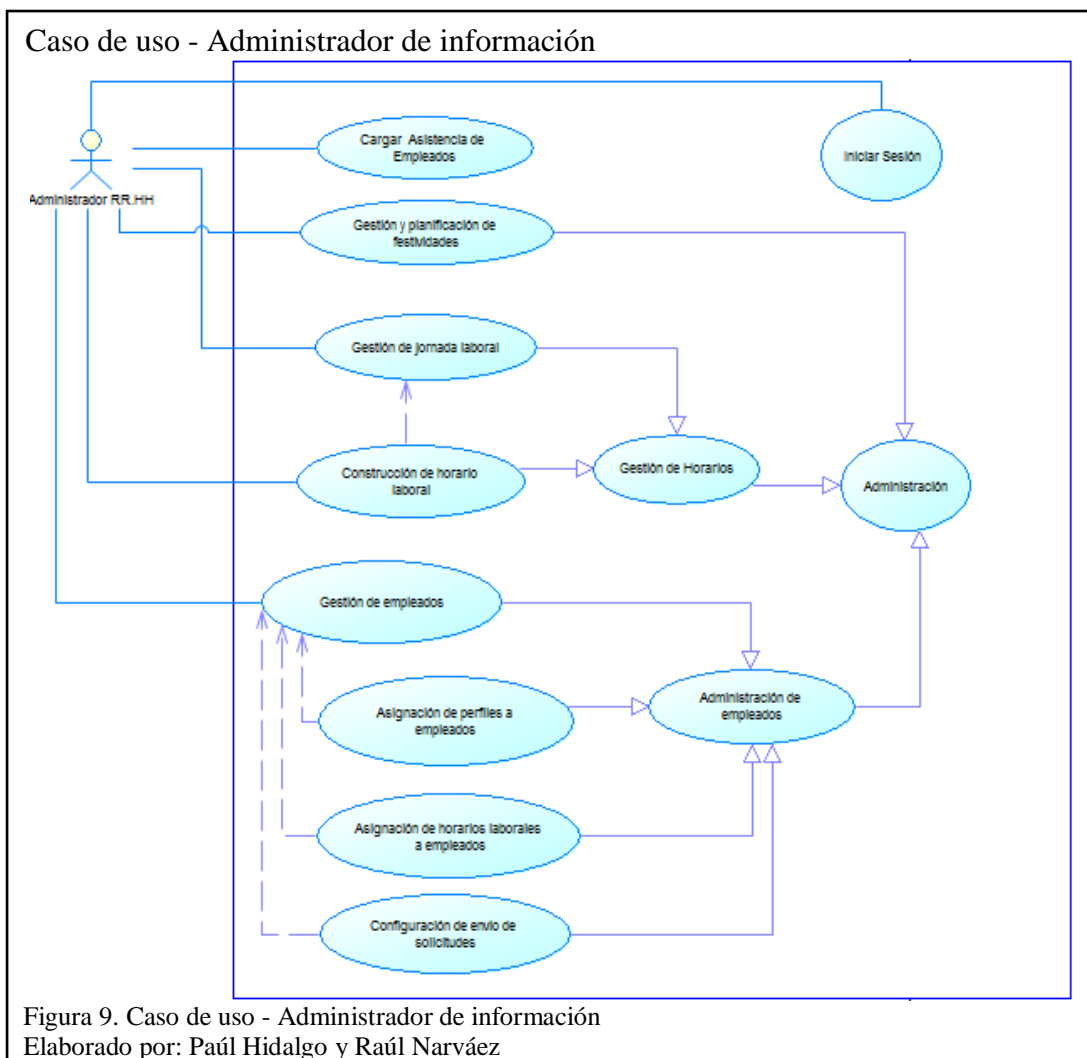 Caso de uso - Administrador de información
Cargar Asistencia de
Empleados
Iniciar Sesión
Administrador RR.HH
Gestión y planificación de
festividades
Gestión de jornada laboral
Construcción de horario
laboral
Gestión de Horarios
Administración
Gestión de empleados
Asignación de perfiles a
empleados
Administración de
empleados
Asignación de horarios laborales
a empleados
Configuración de envio de
solicitudes
Figura 9. Caso de uso - Administrador de información
Elaborado por: Paúl Hidalgo y Raúl Narváez